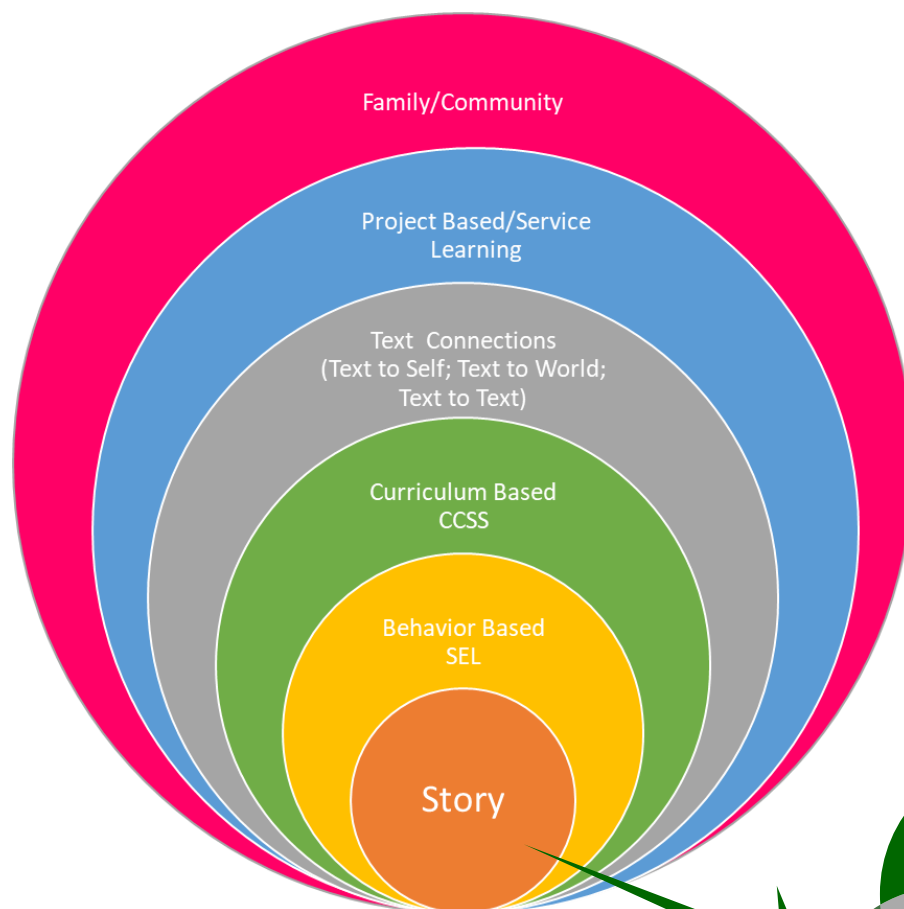 Family/Community
Project Based/Service
Learning
Text  Connections
(Text to Self; Text to World;
Text to Text)
Curriculum Based
CCSS
Behavior Based
SEL
Story